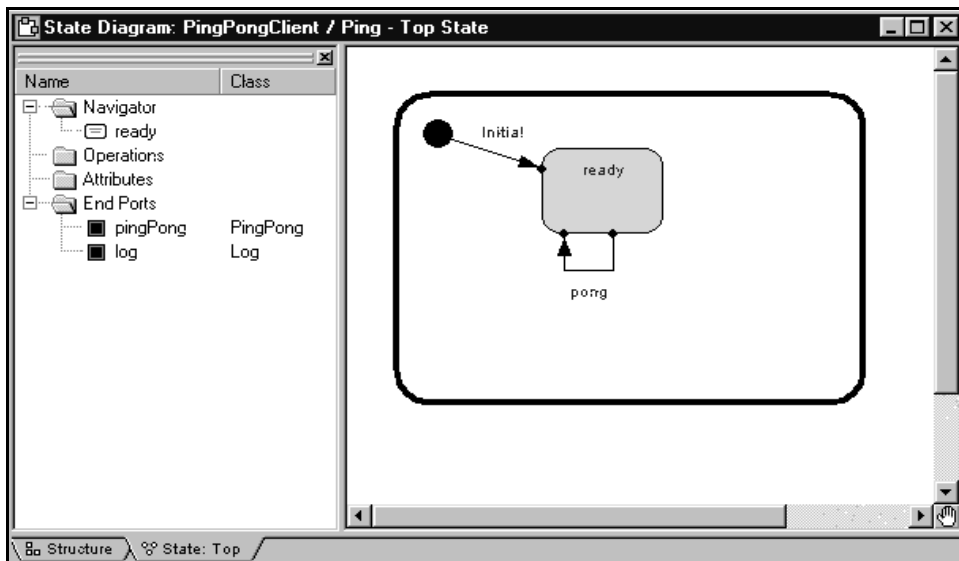 State Diagram: PingPongClient / Ping - Top State
Name Class
Navigator
ready
Operations
Attributes
End Ports
pingPong PingPong
log Log
Initial
ready
pong
Structure State: Top